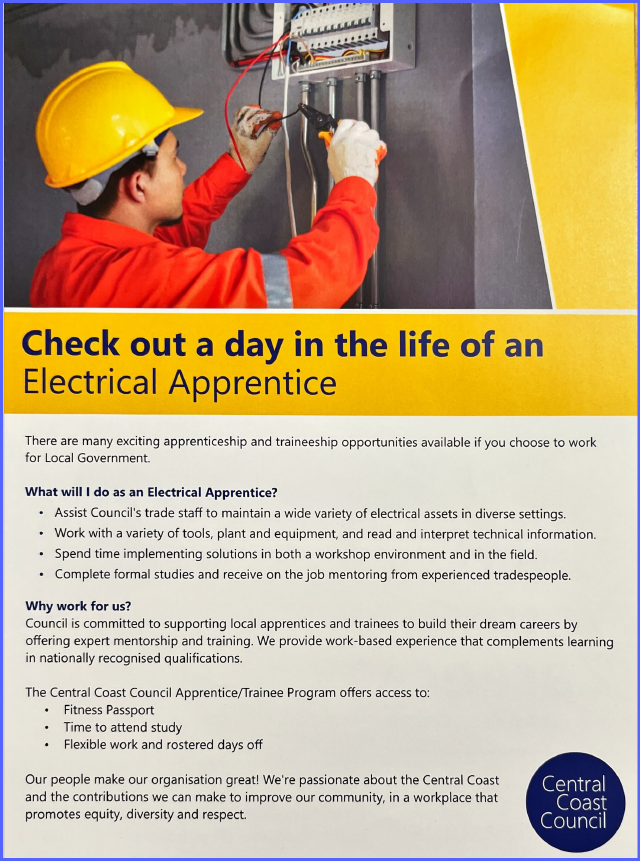 Check out a day in the life of an
Electrical Apprentice
There are many exciting apprenticeship and traineeship opportunities available if you choose to work
for Local Government.
What will I do as an Electrical Apprentice?
• Assist Council's trade staff to maintain a wide variety of electrical assets in diverse settings.
• Work with a variety of tools, plant and equipment, and read and interpret technical information.
• Spend time implementing solutions in both a workshop environment and in the field.
• Complete formal studies and receive on the job mentoring from experienced tradespeople.
Why work for us?
Council is committed to supporting local apprentices and trainees to build their dream careers by
offering expert mentorship and training. We provide work-based experience that complements learning
in nationally recognised qualifications.
The Central Coast Council Apprentice/Trainee Program offers access to:
• Fitness Passport
• Time to attend study
• Flexible work and rostered days off
Our people make our organisation great! We're passionate about the Central Coast
and the contributions we can make to improve our community, in a workplace that
promotes equity, diversity and respect.
Central
Coast
Council